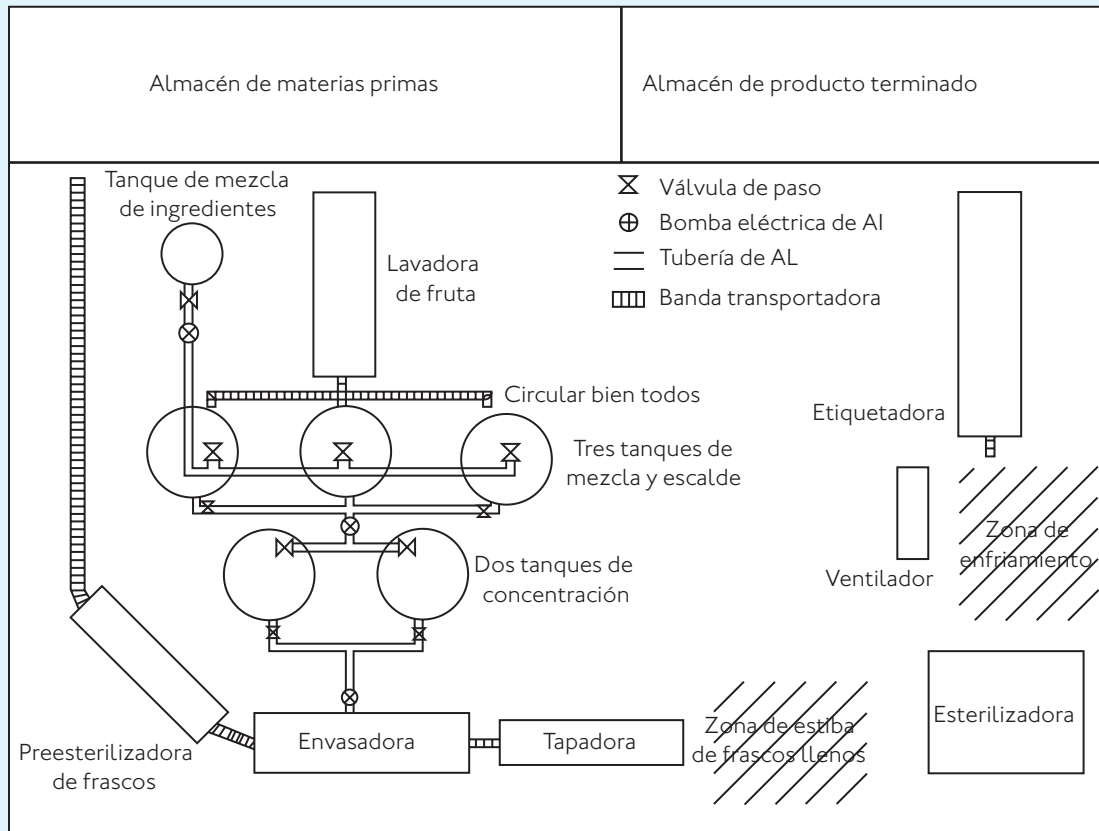 Almacén de materias primas
Almacén de producto terminado
Tanque de mezcla
de ingredientes
Válvula de paso
Bomba eléctrica de Al
Tubería de AL
Banda transportadora
Lavadora
de fruta
Circular bien todos
Etiquetadora
Tres tanques de
mezcla y escalde
Zona de
enfriamiento
Ventilador
Dos tanques de
concentración
Preesterilizadora
de frascos
Envasadora
Tapadora
Zona de estiba
de frascos llenos
Esterilizadora